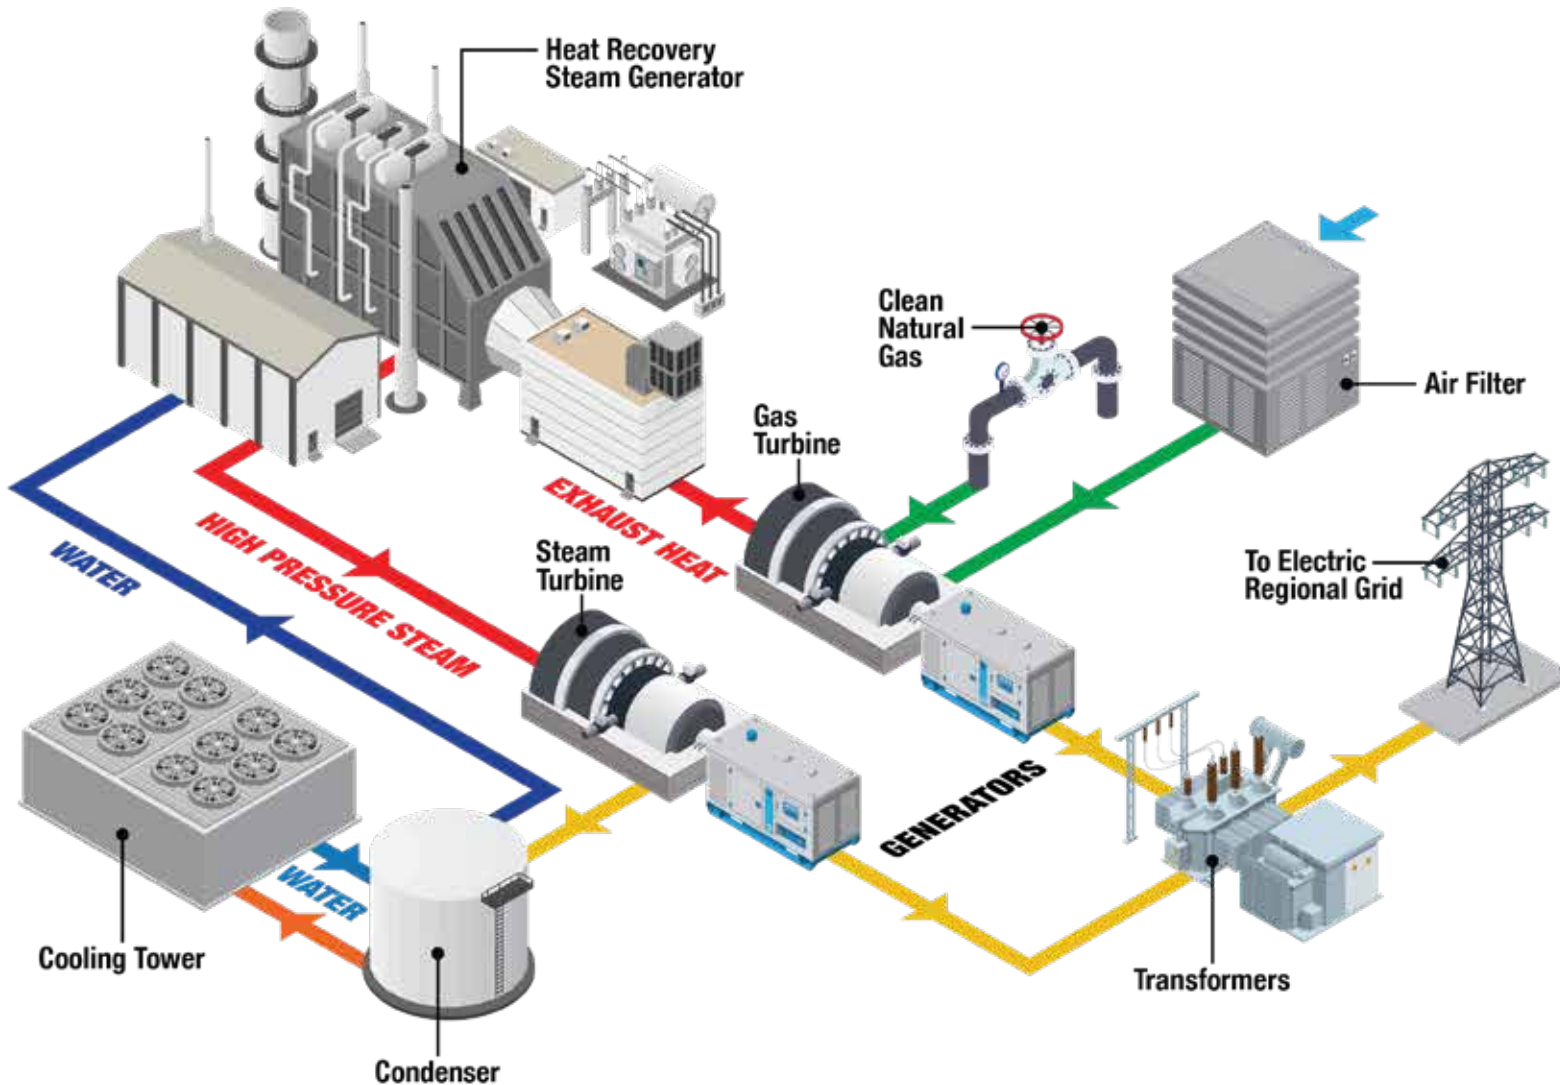 Heat Recovery
Steam Generator
Clean
Natural
Gas
Air Filter
Gas
Turbine
EXHAUST HEAT
To Electric
Regional Grid
WATER
HIGH PRESSURE STEAM
Steam
Turbine
GENERATORS
WATER
Cooling Tower
Transformers
Condenser